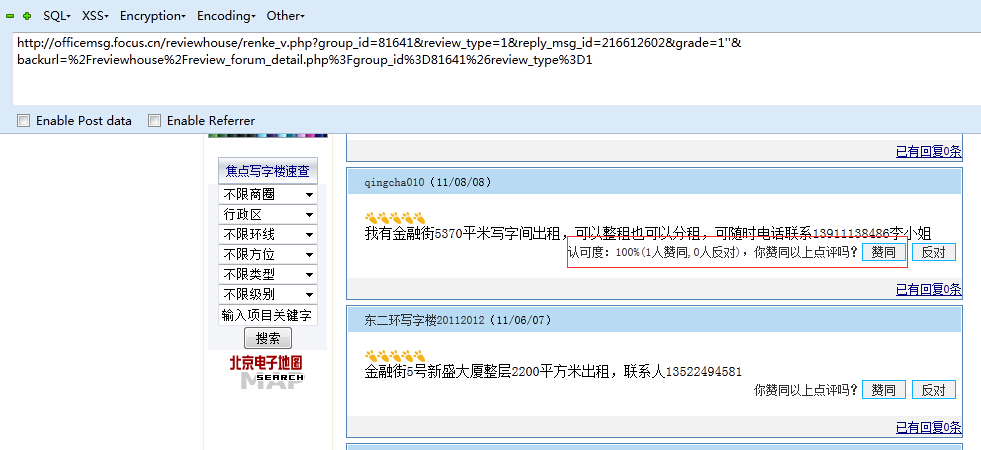 SQL▾ XSS▾ Encryption▾ Encoding▾ Other▾
http://officemsg.focus.cn/reviewhouse/renke_v.php?group_id=81641&review_type=1&reply_msg_id=216612602&grade=1''&
backurl=%2Freviewhouse%2Freview_forum_detail.php%3Fgroup_id%3D81641%26review_type%3D1
Enable Post data Enable Referrer
已有回复0条
焦点写字楼速查
不限商圈
行政区
不限环线
不限方位
不限类型
不限级别
输入项目关键字
搜索
北京电子地图
MAP SEARCH
qingcha010（11/08/08）
我有金融街5370平米写字间出租，可以整租也可以分租，可随时电话联系13911138486李小姐
认可度：100%(1人赞同,0人反对)，你赞同以上点评吗？ 赞同 反对
已有回复0条
东二环写字楼20112012（11/06/07）
金融街5号新盛大厦整层2200平方米出租，联系人13522494581
你赞同以上点评吗？ 赞同 反对
已有回复0条